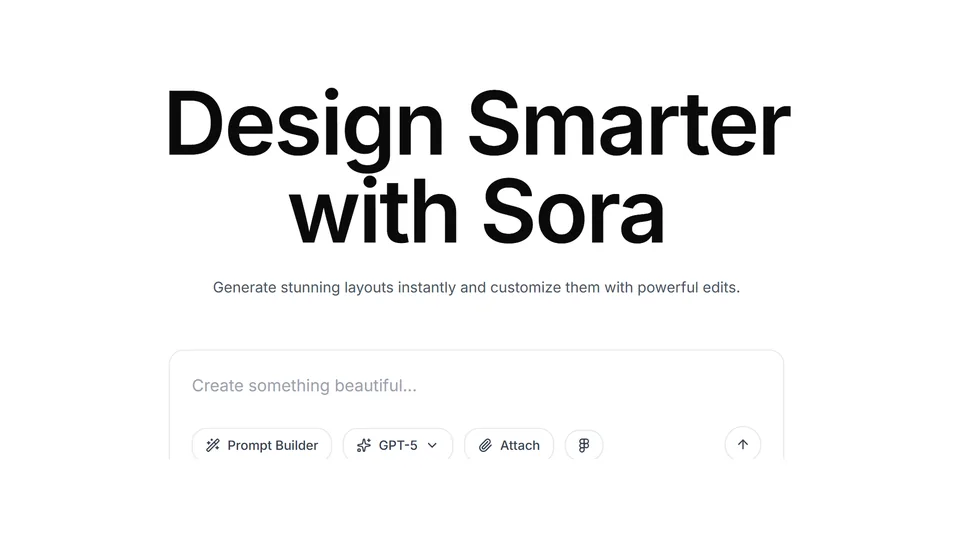 Design Smarter
with Sora
Generate stunning layouts instantly and customize them with powerful edits.
Create something beautiful...
Prompt Builder GPT-5 Attach